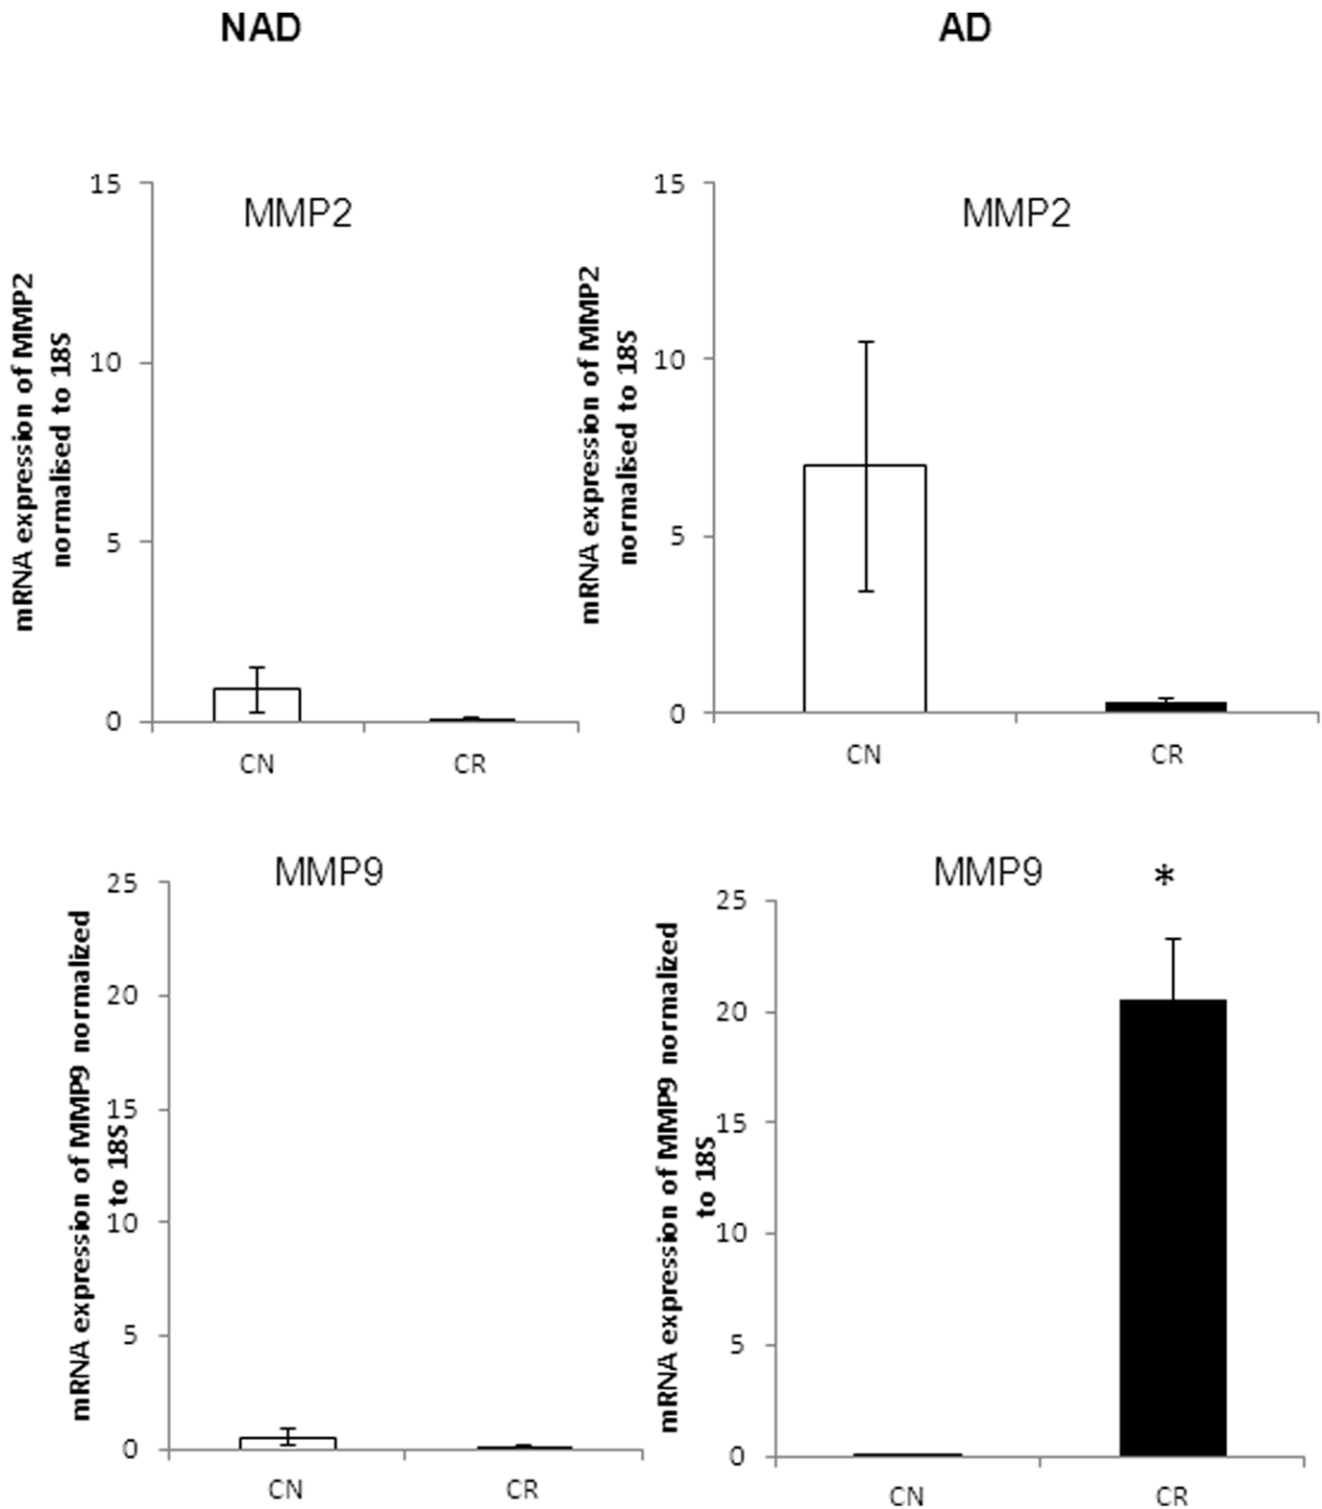 NAD
AD
MMP2
mRNA expression of MMP2
normalised to 18S
15
10
5
0
CN CR
MMP2
mRNA expression of MMP2
normalised to 18S
15
10
5
0
CN CR
MMP9
mRNA expression of MMP9 normalized
to 18S
25
20
15
10
5
0
CN CR
MMP9 *
mRNA expression of MMP9 normalized
to 18S
25
20
15
10
5
0
CN CR